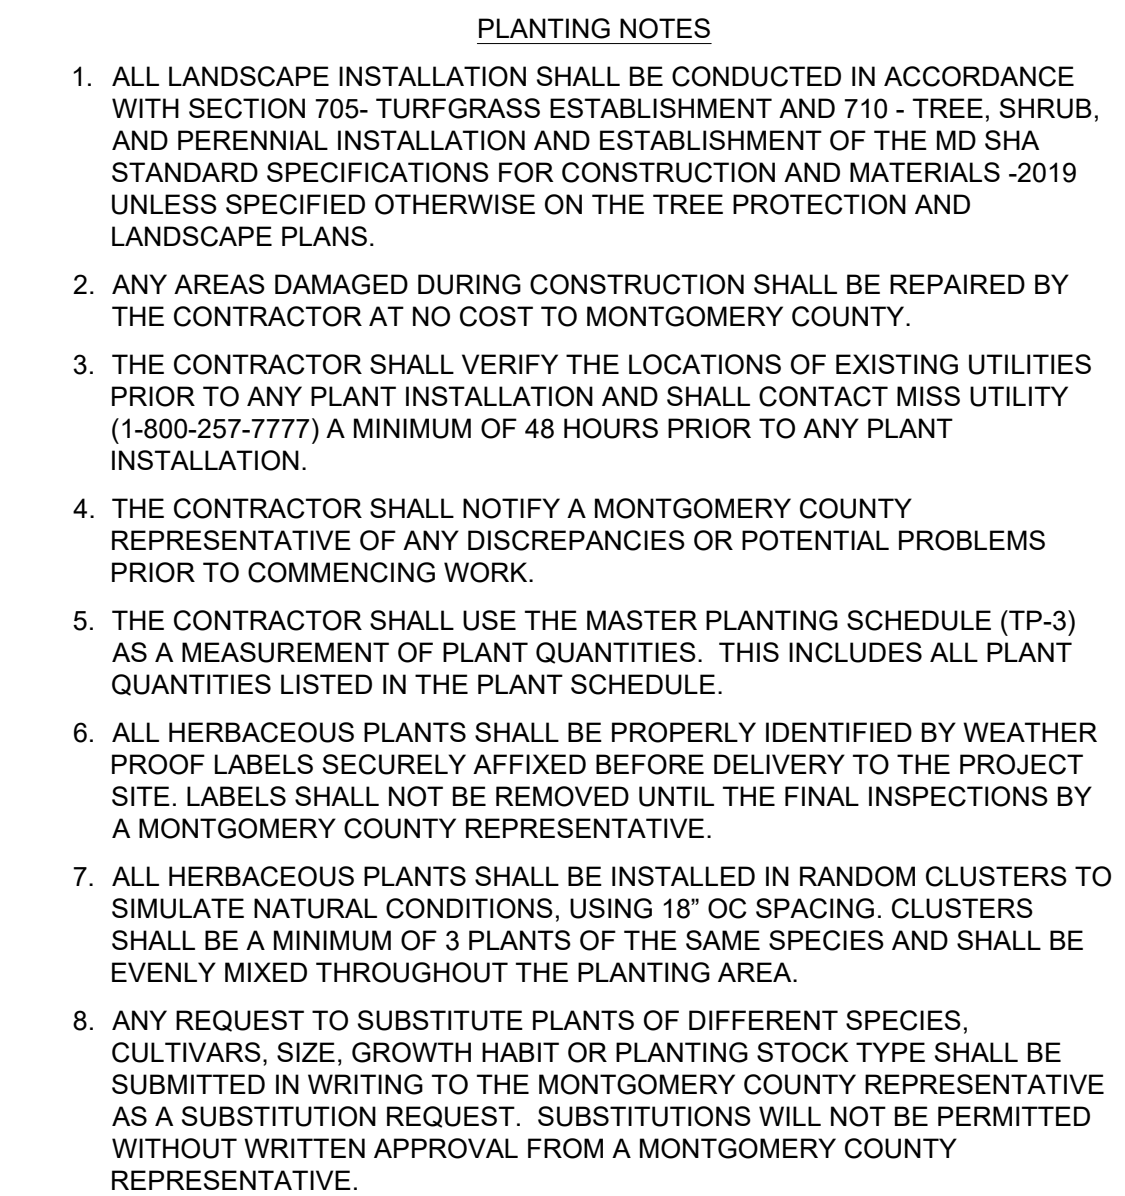 PLANTING NOTES
1. ALL LANDSCAPE INSTALLATION SHALL BE CONDUCTED IN ACCORDANCE
WITH SECTION 705- TURFGRASS ESTABLISHMENT AND 710 - TREE, SHRUB,
AND PERENNIAL INSTALLATION AND ESTABLISHMENT OF THE MD SHA
STANDARD SPECIFICATIONS FOR CONSTRUCTION AND MATERIALS -2019
UNLESS SPECIFIED OTHERWISE ON THE TREE PROTECTION AND
LANDSCAPE PLANS.
2. ANY AREAS DAMAGED DURING CONSTRUCTION SHALL BE REPAIRED BY
THE CONTRACTOR AT NO COST TO MONTGOMERY COUNTY.
3. THE CONTRACTOR SHALL VERIFY THE LOCATIONS OF EXISTING UTILITIES
PRIOR TO ANY PLANT INSTALLATION AND SHALL CONTACT MISS UTILITY
(1-800-257-7777) A MINIMUM OF 48 HOURS PRIOR TO ANY PLANT
INSTALLATION.
4. THE CONTRACTOR SHALL NOTIFY A MONTGOMERY COUNTY
REPRESENTATIVE OF ANY DISCREPANCIES OR POTENTIAL PROBLEMS
PRIOR TO COMMENCING WORK.
5. THE CONTRACTOR SHALL USE THE MASTER PLANTING SCHEDULE (TP-3)
AS A MEASUREMENT OF PLANT QUANTITIES.  THIS INCLUDES ALL PLANT
QUANTITIES LISTED IN THE PLANT SCHEDULE.
6. ALL HERBACEOUS PLANTS SHALL BE PROPERLY IDENTIFIED BY WEATHER
PROOF LABELS SECURELY AFFIXED BEFORE DELIVERY TO THE PROJECT
SITE. LABELS SHALL NOT BE REMOVED UNTIL THE FINAL INSPECTIONS BY
A MONTGOMERY COUNTY REPRESENTATIVE.
7. ALL HERBACEOUS PLANTS SHALL BE INSTALLED IN RANDOM CLUSTERS TO
SIMULATE NATURAL CONDITIONS, USING 18” OC SPACING. CLUSTERS
SHALL BE A MINIMUM OF 3 PLANTS OF THE SAME SPECIES AND SHALL BE
EVENLY MIXED THROUGHOUT THE PLANTING AREA.
8. ANY REQUEST TO SUBSTITUTE PLANTS OF DIFFERENT SPECIES,
CULTIVARS, SIZE, GROWTH HABIT OR PLANTING STOCK TYPE SHALL BE
SUBMITTED IN WRITING TO THE MONTGOMERY COUNTY REPRESENTATIVE
AS A SUBSTITUTION REQUEST.  SUBSTITUTIONS WILL NOT BE PERMITTED
WITHOUT WRITTEN APPROVAL FROM A MONTGOMERY COUNTY
REPRESENTATIVE.